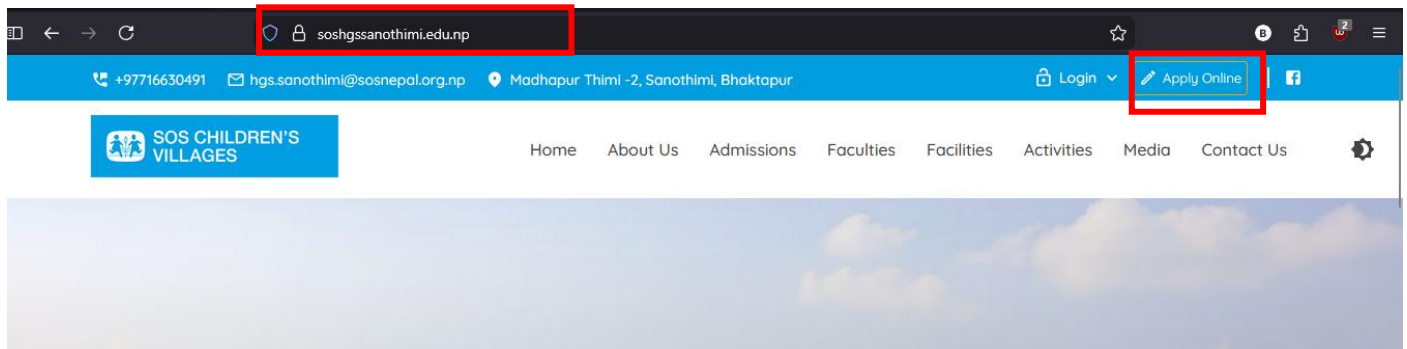 soshgssanothimi.edu.np
B
2
+97716630491 hgs.sanothimi@sosnepal.org.np Madhapur Thimi -2, Sanothimi, Bhaktapur Login Apply Online
SOS CHILDREN'S
VILLAGES
Home About Us Admissions Faculties Facilities Activities Media Contact Us